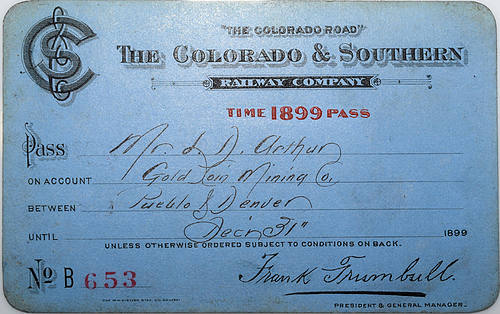 "THE COLORADO ROAD"
THE COLORADO & SOUTHERN
RAILWAY COMPANY
TIME 1899 PASS
Pass Mr. J. D. Arthur
ON ACCOUNT Gold Coin Mining Co.
BETWEEN Pueblo & Denver
UNTIL Dec. 31" 1899
UNLESS OTHERWISE ORDERED SUBJECT TO CONDITIONS ON BACK.
No B 653
Frank Trumbull.
PRESIDENT & GENERAL MANAGER.